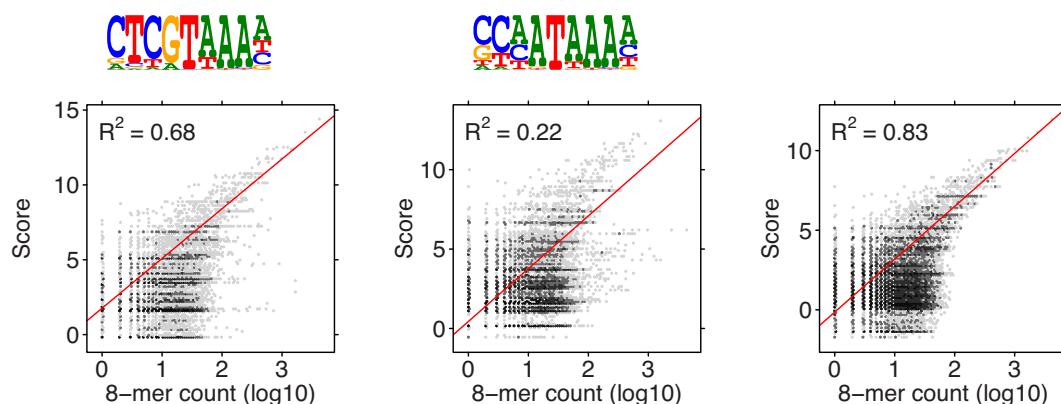 CTCGTAAAA
CCAATAAAA
R² = 0.68
15
10
5
0
Score
0 1 2 3
8−mer count (log10)
R² = 0.22
10
5
0
Score
0 1 2 3
8−mer count (log10)
R² = 0.83
10
5
0
Score
0 1 2 3
8−mer count (log10)